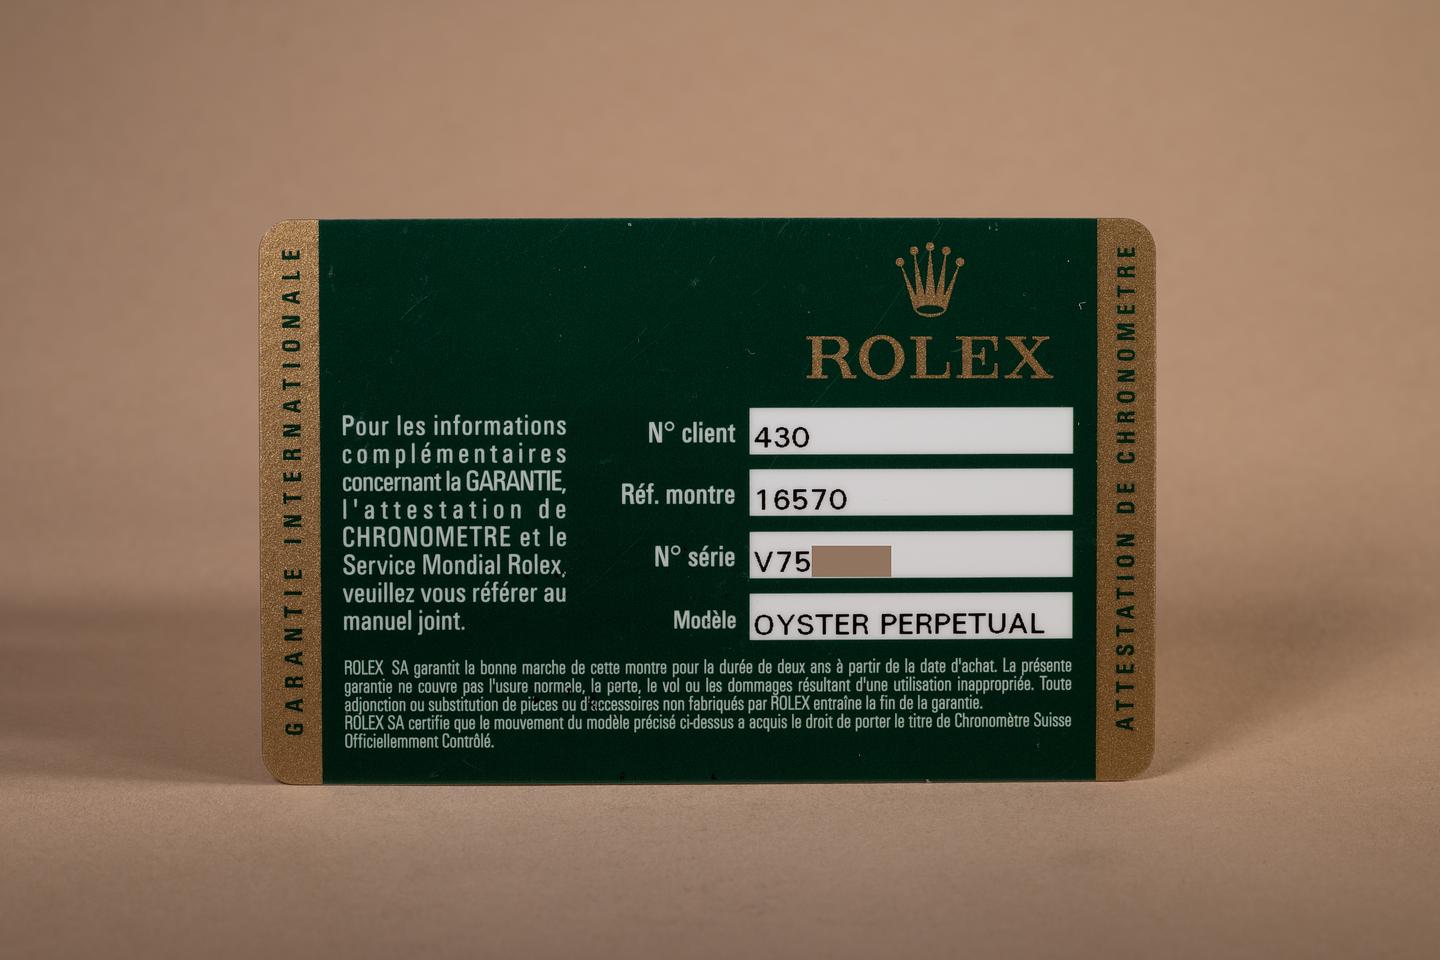 GARANTIE INTERNATIONALE
ROLEX
Pour les informations
complémentaires
concernant la GARANTIE,
l'attestation de
CHRONOMETRE et le
Service Mondial Rolex,
veuillez vous référer au
manuel joint.
N° client 430
Réf. montre 16570
N° série V75
Modèle OYSTER PERPETUAL
ROLEX SA garantit la bonne marche de cette montre pour la durée de deux ans à partir de la date d'achat. La présente
garantie ne couvre pas l'usure normale, la perte, le vol ou les dommages résultant d'une utilisation inappropriée. Toute
adjonction ou substitution de pièces ou d'accessoires non fabriqués par ROLEX entraîne la fin de la garantie.
ROLEX SA certifie que le mouvement du modèle précisé ci-dessus a acquis le droit de porter le titre de Chronomètre Suisse
Officiellemment Contrôlé.
ATTESTATION DE CHRONOMETRE